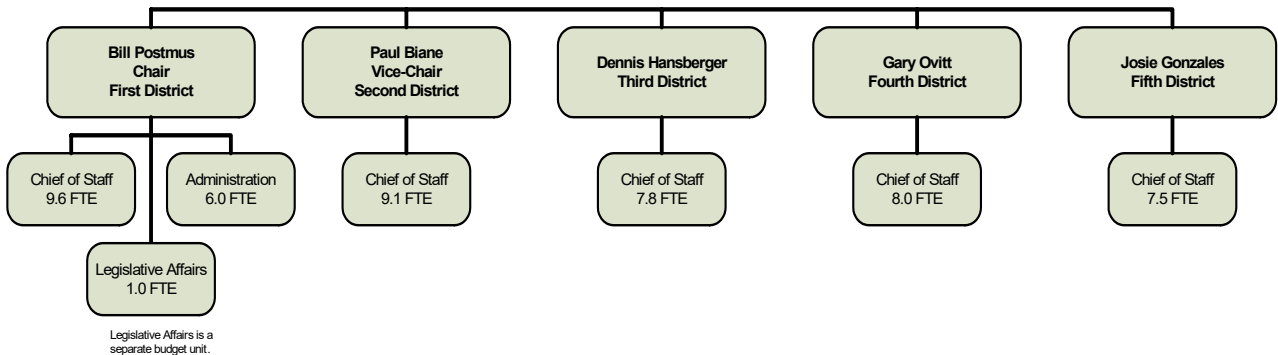 Bill Postmus
Chair
First District
Paul Biane
Vice-Chair
Second District
Dennis Hansberger
Third District
Gary Ovitt
Fourth District
Josie Gonzales
Fifth District
Chief of Staff
9.6 FTE
Administration
6.0 FTE
Chief of Staff
9.1 FTE
Chief of Staff
7.8 FTE
Chief of Staff
8.0 FTE
Chief of Staff
7.5 FTE
Legislative Affairs
1.0 FTE
Legislative Affairs is a
separate budget unit.